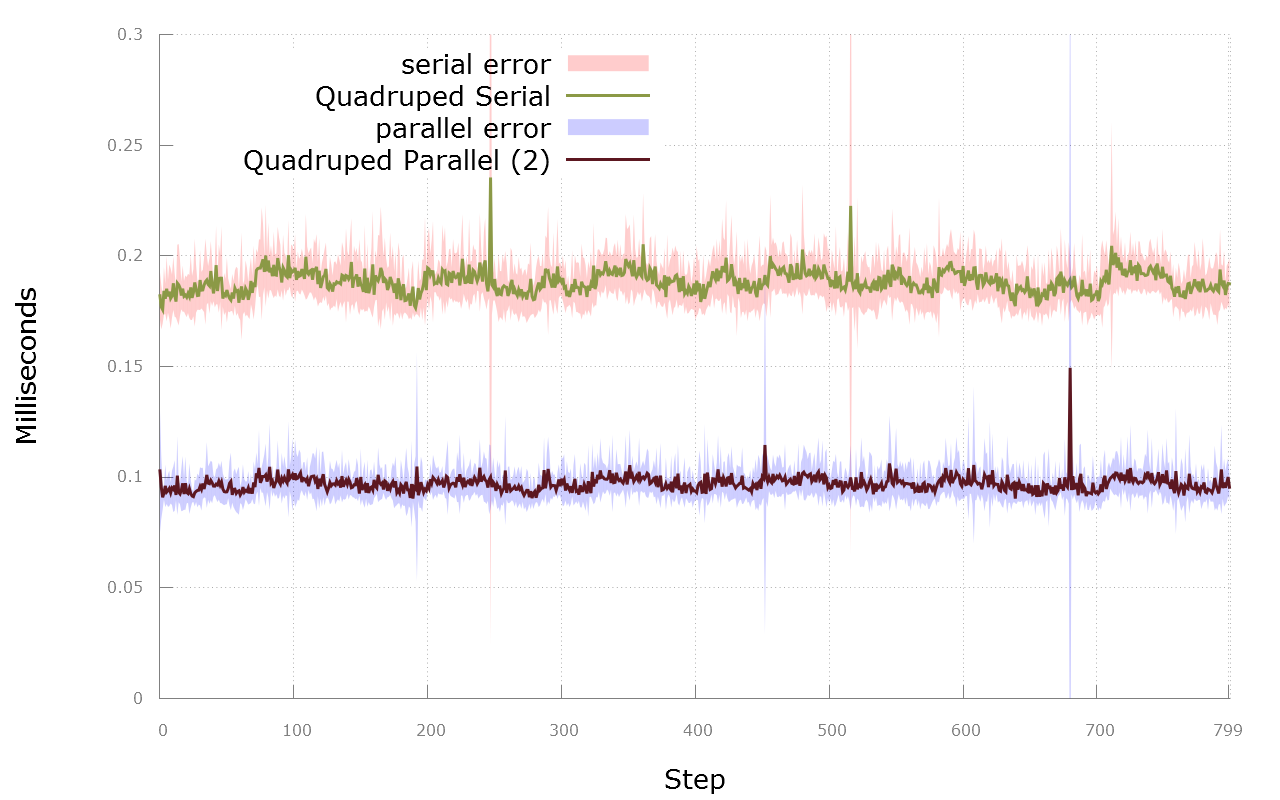 0.3
serial error
Quadruped Serial
parallel error
Quadruped Parallel (2)
0.25
0.2
0.15
0.1
0.05
0
Milliseconds
0 100 200 300 400 500 600 700 799
Step